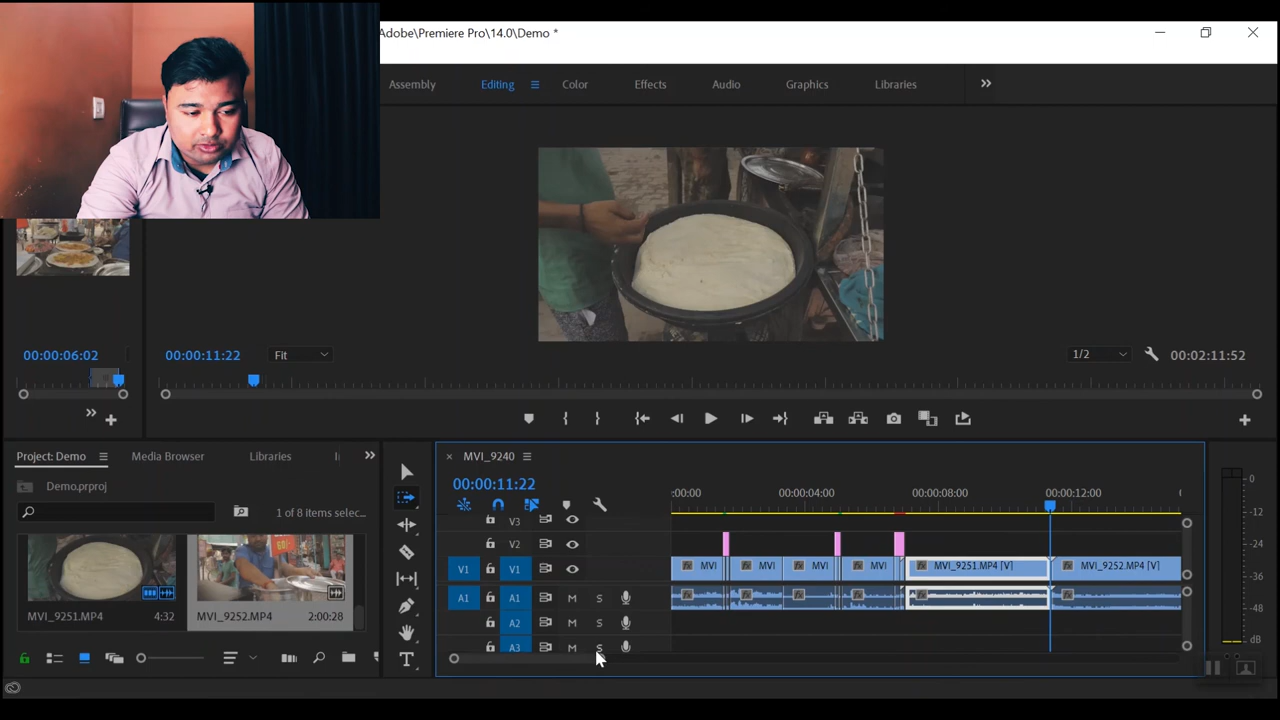 Adobe\Premiere Pro\14.0\Demo *
Assembly
Editing
Color
Effects
Audio
Graphics
Libraries
00:00:06:02
00:00:11:22
Fit
1/2
00:02:11:52
Project: Demo
Media Browser
Libraries
Demo.prproj
1 of 8 items selec...
MVI_9251.MP4 4:32
MVI_9252.MP4 2:00:28
× MVI_9240
00:00:11:22
:00:00
00:00:04:00
00:00:08:00
00:00:12:00
V3
V2
V1 V1
MVI
MVI
MVI
MVI
MVI_9251.MP4 [V]
MVI_9252.MP4 [V]
A1 A1 M S
A2 M S
A3 M S
0
-12
-24
-36
-48
dB